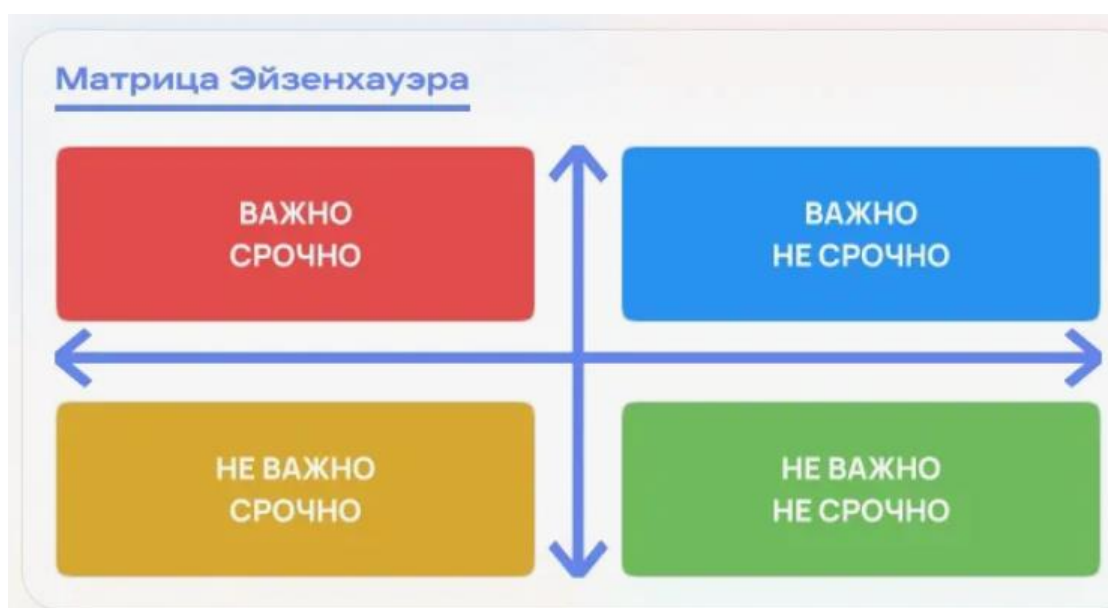 Матрица Эйзенхауэра
ВАЖНО
СРОЧНО
ВАЖНО
НЕ СРОЧНО
НЕ ВАЖНО
СРОЧНО
НЕ ВАЖНО
НЕ СРОЧНО